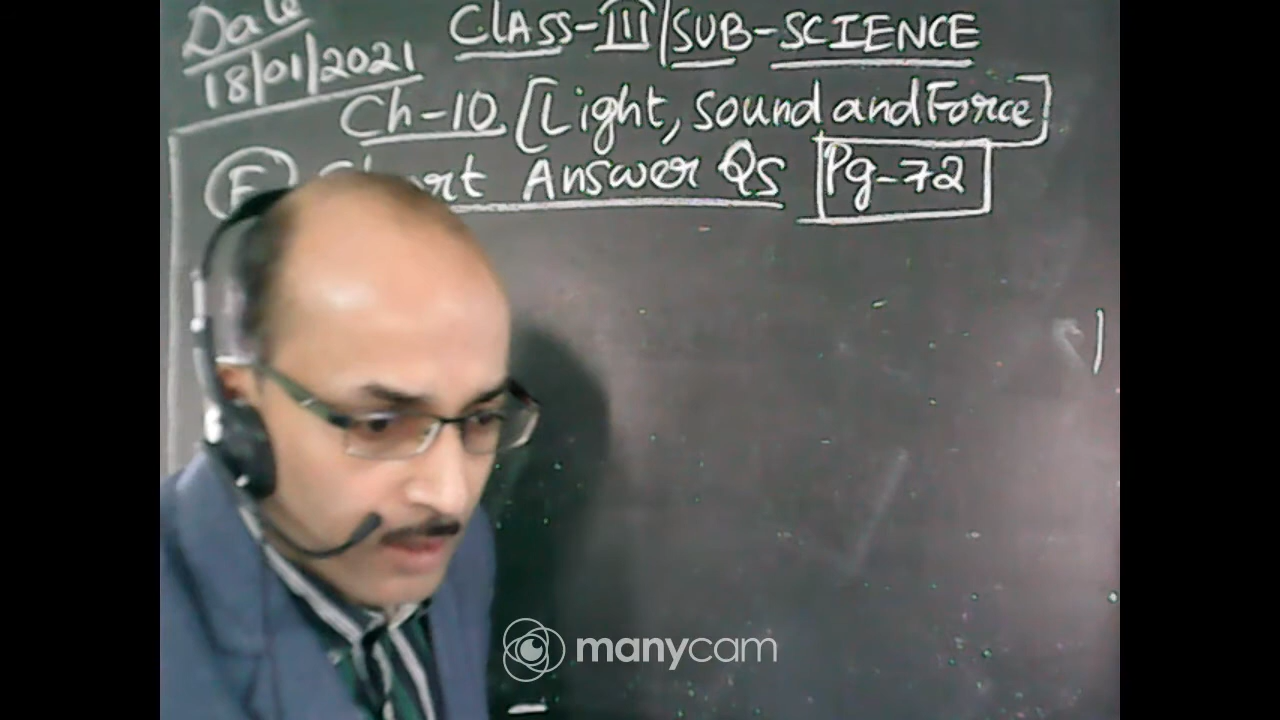 Date
18/01/2021
CLASS-III/SUB-SCIENCE
Ch-10 [Light, Sound and Force]
Answer Qs Pg-72
manycam